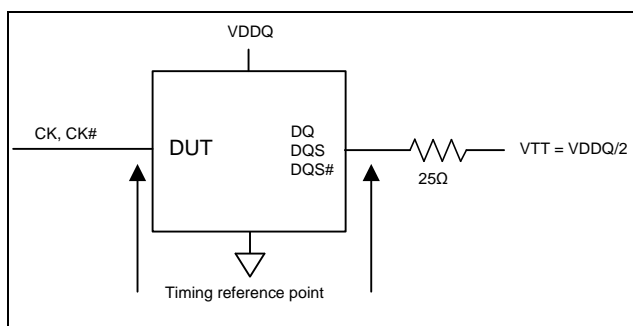 VDDQ
CK, CK#
DUT
DQ
DQS
DQS#
25Ω
VTT = VDDQ/2
Timing reference point